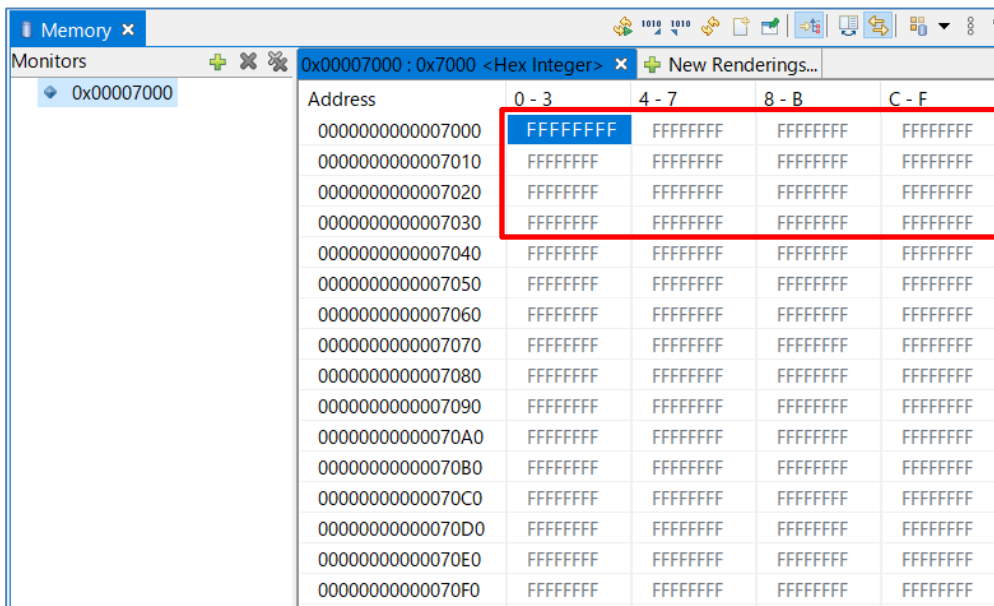 Memory
Monitors
0x00007000 : 0x7000 <Hex Integer> New Renderings...
0x00007000
Address 0 - 3 4 - 7 8 - B C - F
0000000000007000 FFFFFFFF FFFFFFFF FFFFFFFF FFFFFFFF
0000000000007010 FFFFFFFF FFFFFFFF FFFFFFFF FFFFFFFF
0000000000007020 FFFFFFFF FFFFFFFF FFFFFFFF FFFFFFFF
0000000000007030 FFFFFFFF FFFFFFFF FFFFFFFF FFFFFFFF
0000000000007040 FFFFFFFF FFFFFFFF FFFFFFFF FFFFFFFF
0000000000007050 FFFFFFFF FFFFFFFF FFFFFFFF FFFFFFFF
0000000000007060 FFFFFFFF FFFFFFFF FFFFFFFF FFFFFFFF
0000000000007070 FFFFFFFF FFFFFFFF FFFFFFFF FFFFFFFF
0000000000007080 FFFFFFFF FFFFFFFF FFFFFFFF FFFFFFFF
0000000000007090 FFFFFFFF FFFFFFFF FFFFFFFF FFFFFFFF
00000000000070A0 FFFFFFFF FFFFFFFF FFFFFFFF FFFFFFFF
00000000000070B0 FFFFFFFF FFFFFFFF FFFFFFFF FFFFFFFF
00000000000070C0 FFFFFFFF FFFFFFFF FFFFFFFF FFFFFFFF
00000000000070D0 FFFFFFFF FFFFFFFF FFFFFFFF FFFFFFFF
00000000000070E0 FFFFFFFF FFFFFFFF FFFFFFFF FFFFFFFF
00000000000070F0 FFFFFFFF FFFFFFFF FFFFFFFF FFFFFFFF